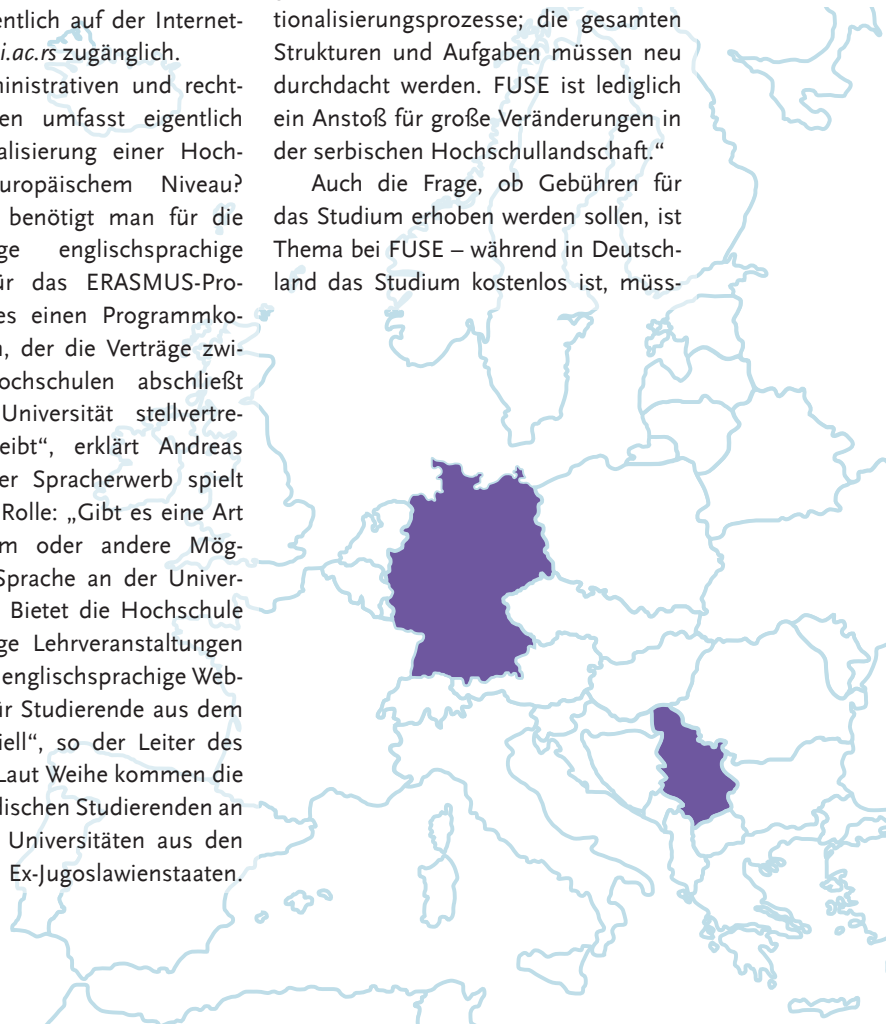 entlich auf der Internet-
i.ac.rs zugänglich.
ministrativen und recht-
en umfasst eigentlich
alisierung einer Hoch-
uropäischem Niveau?
benötigt man für die
ge englischsprachige
ür das ERASMUS-Pro-
es einen Programmko-
n, der die Verträge zwi-
ochschulen abschließt
Universität stellvertre-
eibt“, erklärt Andreas
er Spracherwerb spielt
Rolle: „Gibt es eine Art
m oder andere Mög-
Sprache an der Univer-
Bietet die Hochschule
ge Lehrveranstaltungen
englischsprachige Web-
ür Studierende aus dem
iell“, so der Leiter des
Laut Weihe kommen die
dischen Studierenden an
Universitäten aus den
Ex-Jugoslawienstaaten.
tionalisierungsprozesse; die gesamten
Strukturen und Aufgaben müssen neu
durchdacht werden. FUSE ist lediglich
ein Anstoß für große Veränderungen in
der serbischen Hochschullandschaft.“
Auch die Frage, ob Gebühren für
das Studium erhoben werden sollen, ist
Thema bei FUSE – während in Deutsch-
land das Studium kostenlos ist, müss-